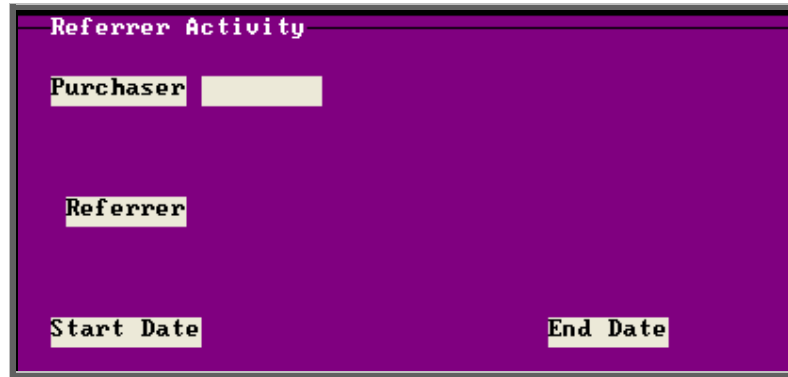 Referrer Activity
Purchaser
Referrer
Start Date End Date